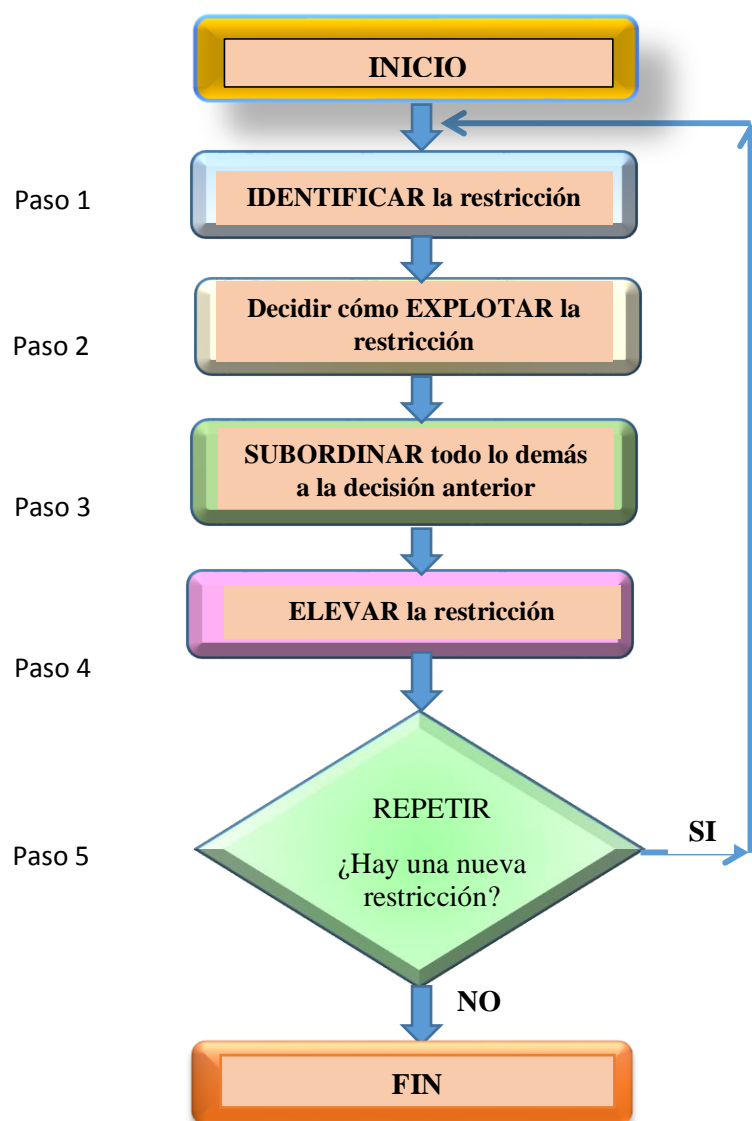 INICIO
Paso 1
IDENTIFICAR la restricción
Paso 2
Decidir cómo EXPLOTAR la
restricción
Paso 3
SUBORDINAR todo lo demás
a la decisión anterior
ELEVAR la restricción
Paso 4
REPETIR
Paso 5
¿Hay una nueva
restricción?
SI
NO
FIN